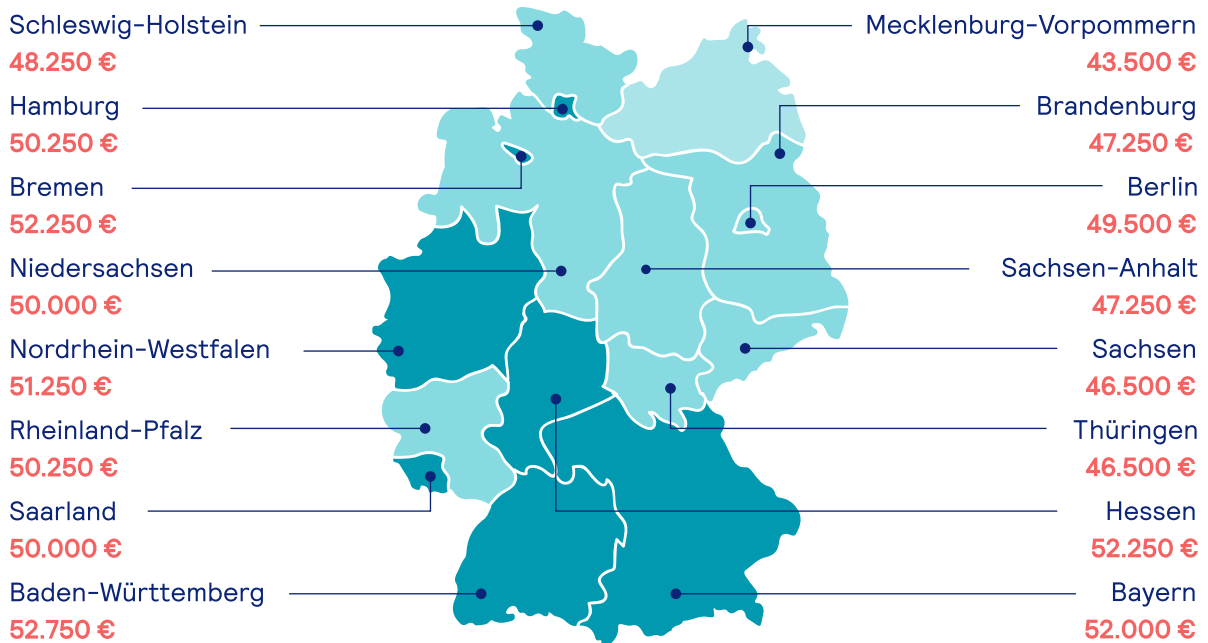 Schleswig-Holstein
48.250 €
Hamburg
50.250 €
Bremen
52.250 €
Niedersachsen
50.000 €
Nordrhein-Westfalen
51.250 €
Rheinland-Pfalz
50.250 €
Saarland
50.000 €
Baden-Württemberg
52.750 €
Mecklenburg-Vorpommern
43.500 €
Brandenburg
47.250 €
Berlin
49.500 €
Sachsen-Anhalt
47.250 €
Sachsen
46.500 €
Thüringen
46.500 €
Hessen
52.250 €
Bayern
52.000 €